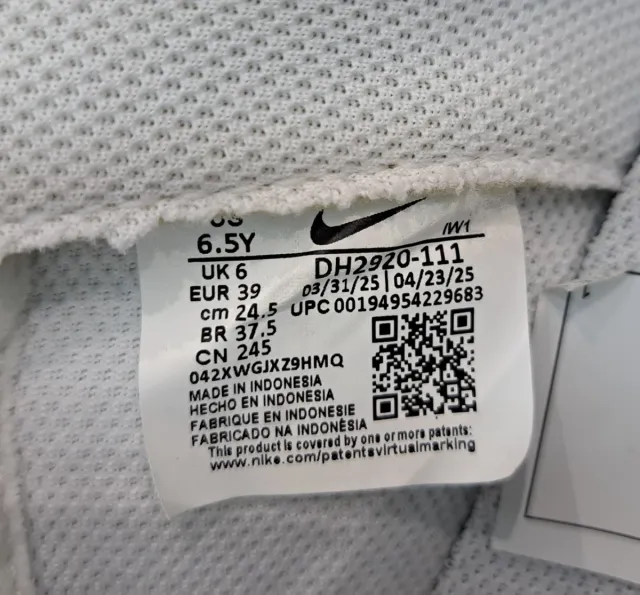 US
6.5Y
IW1
UK 6
DH2920-111
EUR 39
03/31/25 | 04/23/25
cm 24.5
UPC 00194954229683
BR 37.5
CN 245
042XWGJXZ9HMQ
MADE IN INDONESIA
HECHO EN INDONESIA
FABRIQUE EN INDONESIE
FABRICADO NA INDONÈSIA
This product is covered by one or more patents:
www.nike.com/patentsvirtualmarking